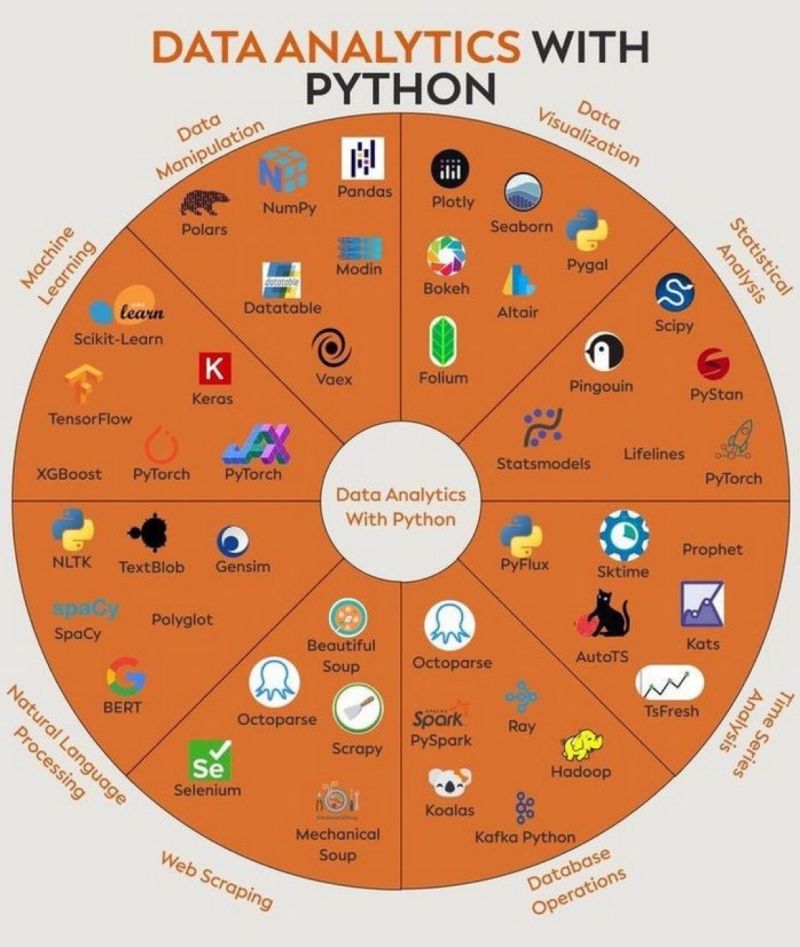 DATA ANALYTICS WITH
PYTHON
Data
Manipulation
Polars
NumPy
Pandas
Modin
datatable
Datatable
Vaex
Data
Visualization
Plotly
Seaborn
Pygal
Bokeh
Altair
Folium
Statistical
Analysis
Scipy
Pingouin
PyStan
Statsmodels
Lifelines
PyTorch
Machine
Learning
learn
Scikit-Learn
K
Keras
TensorFlow
XGBoost
PyTorch
JAX
PyTorch
Data Analytics
With Python
NLTK
TextBlob
Gensim
spaCy
SpaCy
Polyglot
G
BERT
Natural Language
Processing
Beautiful
Soup
Octoparse
Scrapy
Se
Selenium
Mechanical
Soup
Web Scraping
Octoparse
APACHE
Spark
PySpark
Ray
Hadoop
Koalas
Kafka Python
Database
Operations
PyFlux
Sktime
Prophet
AutoTS
Kats
TsFresh
Time Series
Analysis